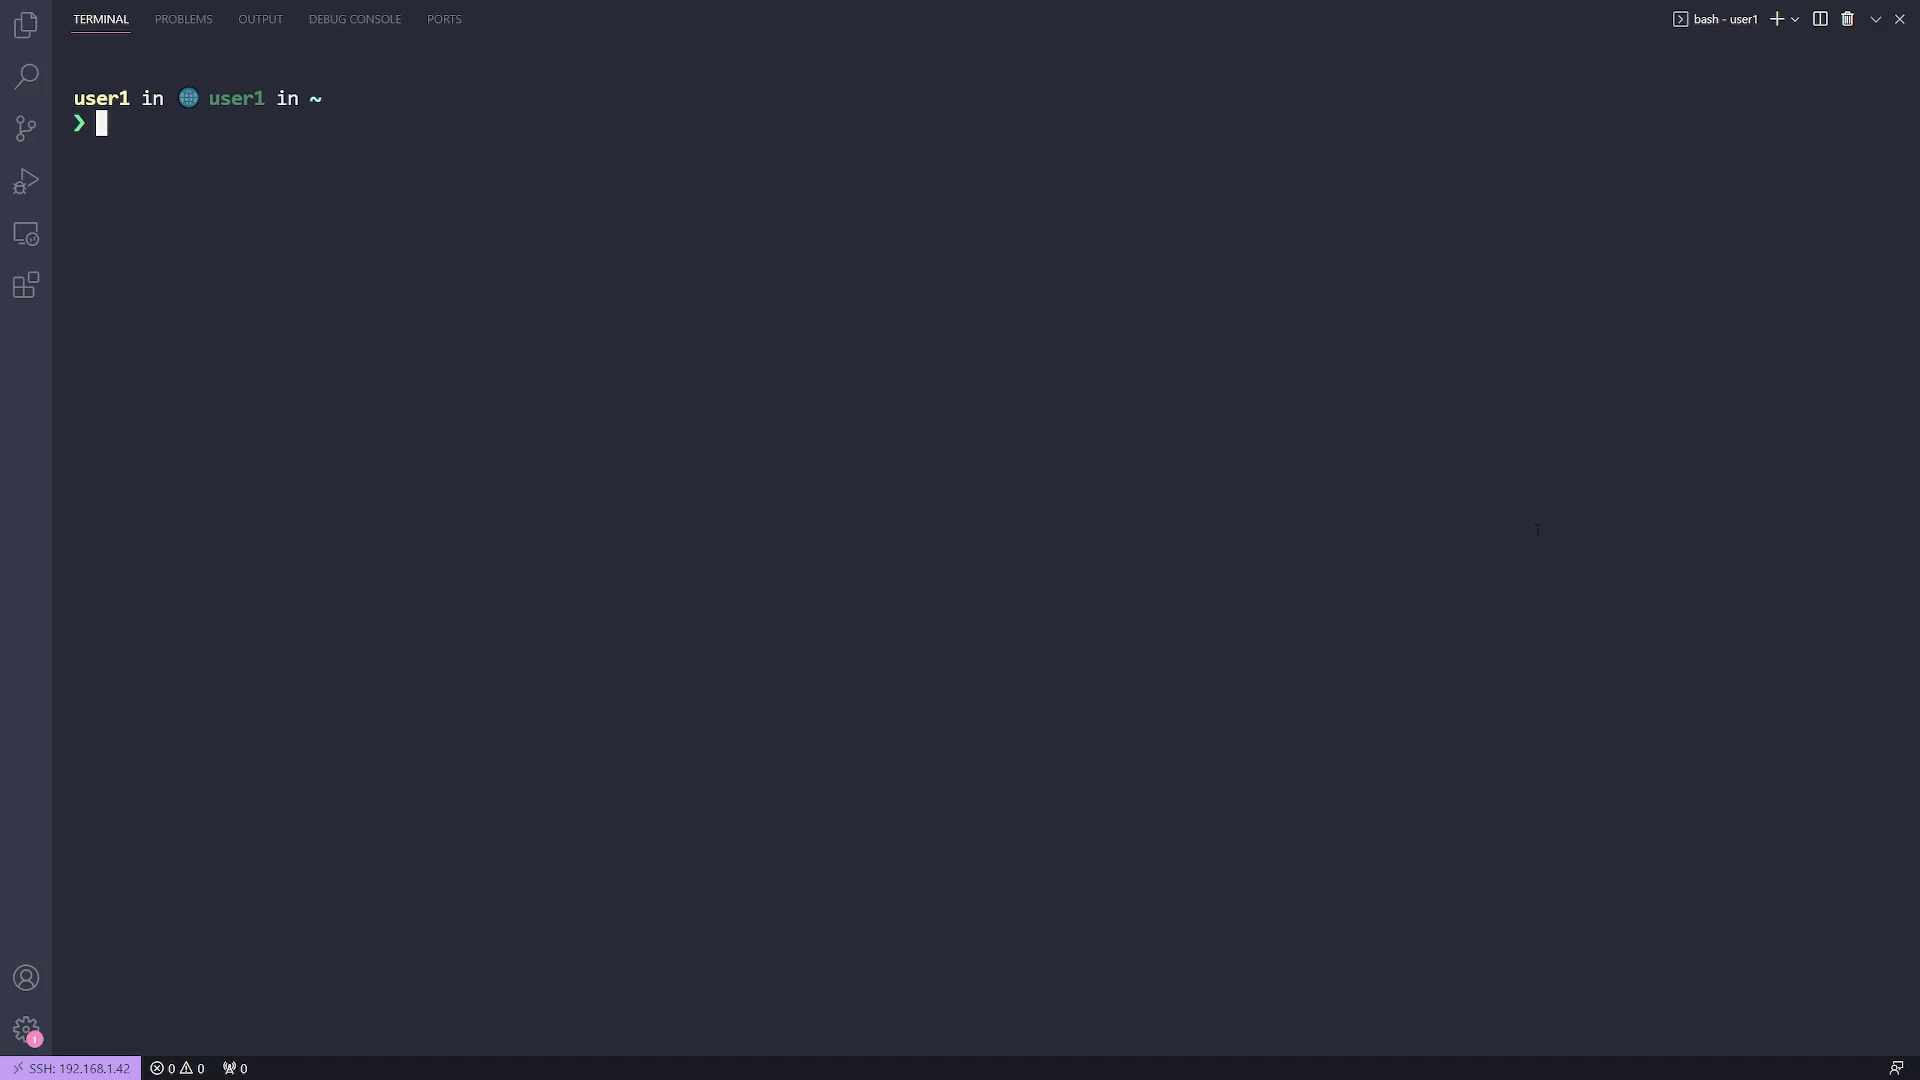 TERMINAL PROBLEMS OUTPUT DEBUG CONSOLE PORTS bash - user1
user1 in user1 in ~
❯
1
SSH: 192.168.1.42 0 0 0